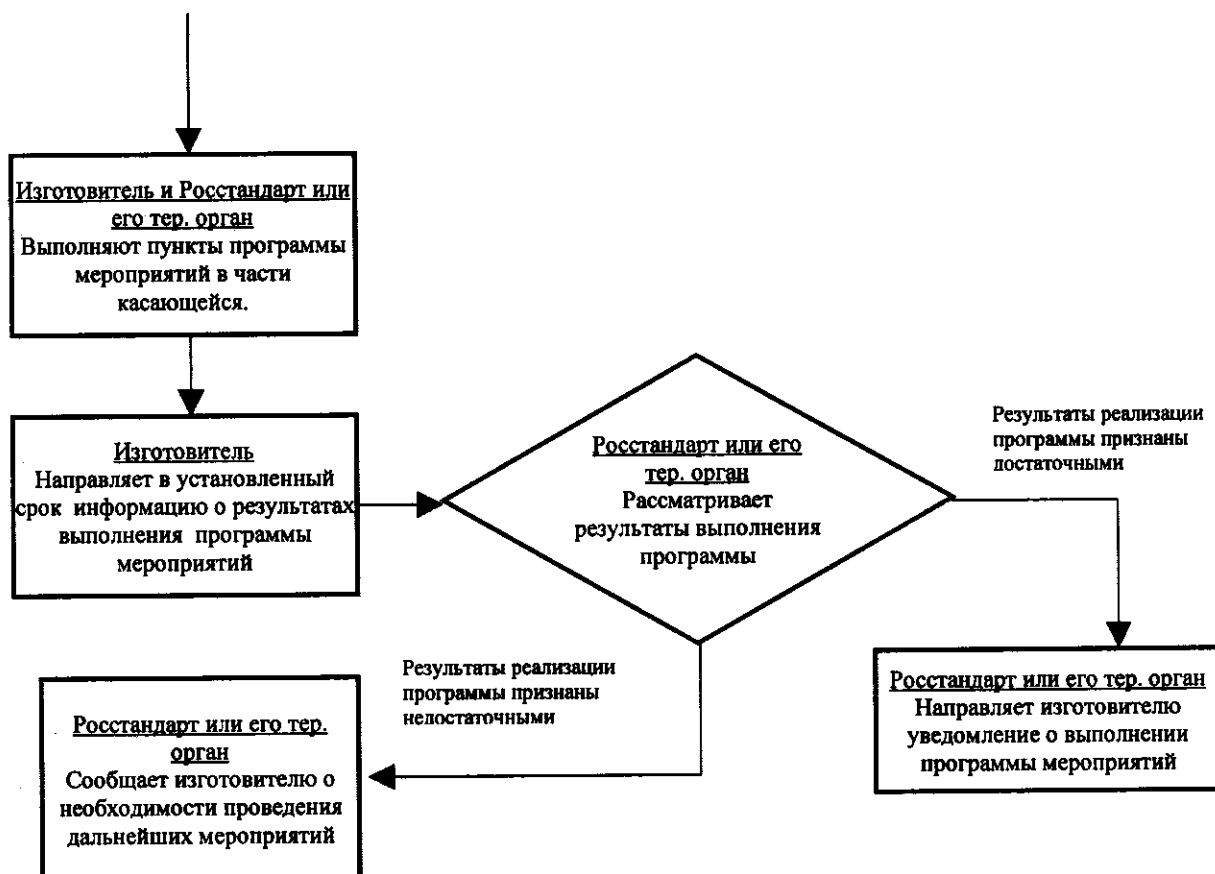 Изготовитель и Росстандарт или
его тер. орган
Выполняют пункты программы
мероприятий в части
касающейся.
Изготовитель
Направляет в установленный
срок информацию о результатах
выполнения программы
мероприятий
Росстандарт или его
тер. орган
Рассматривает
результаты выполнения
программы
Результаты реализации
программы признаны
достаточными
Результаты реализации
программы признаны
недостаточными
Росстандарт или его тер.
орган
Сообщает изготовителю о
необходимости проведения
дальнейших мероприятий
Росстандарт или его тер. орган
Направляет изготовителю
уведомление о выполнении
программы мероприятий